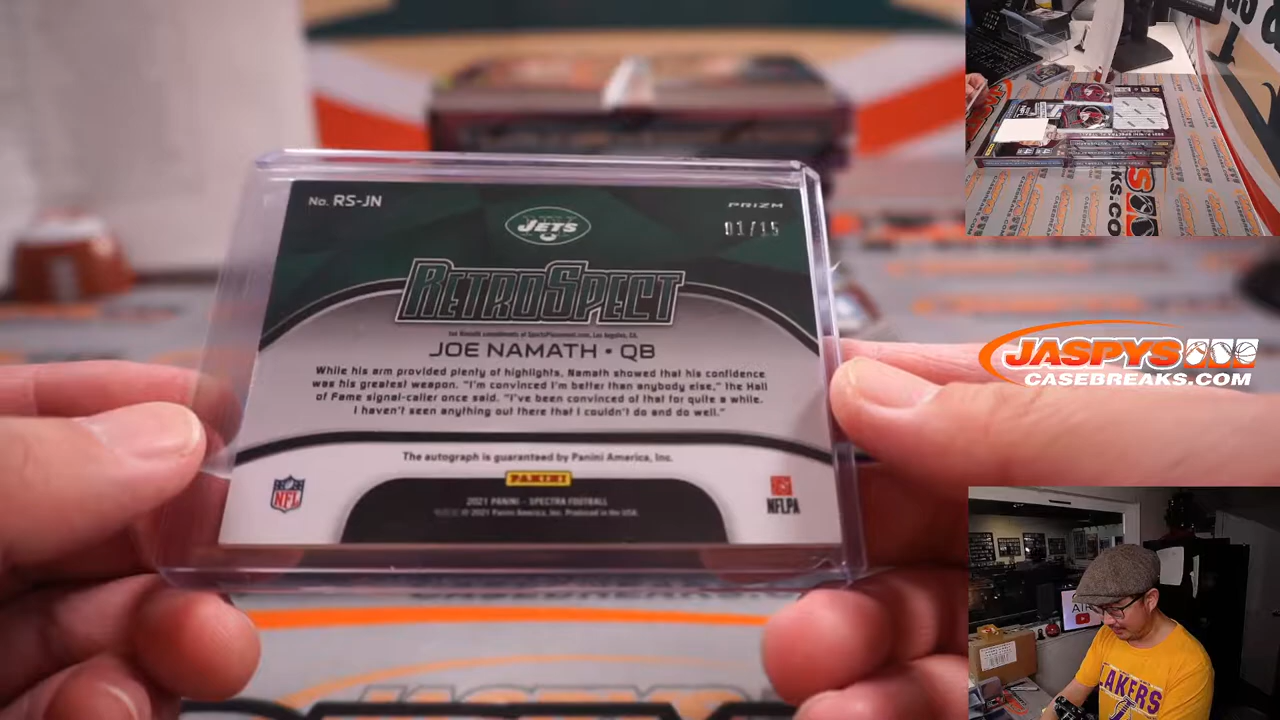 No. RS-JN
JETS
PRIZM
01/15
RETROSPECT
JOE NAMATH • QB
While his arm provided plenty of highlights, Namath showed that his confidence
was his greatest weapon. "I'm convinced I'm better than anybody else," the Hall
of Fame signal-caller once said. "I've been convinced of that for quite a while.
I haven't seen anything out there that I couldn't do and do well."
The autograph is guaranteed by Panini America, Inc.
PANINI
NFL
NFLPA
2021 PANINI - SPECTRA FOOTBALL
© 2021 Panini America, Inc. Produced in the USA.
JASPYS
CASEBREAKS.COM
KS.CO
AIR
LAKERS